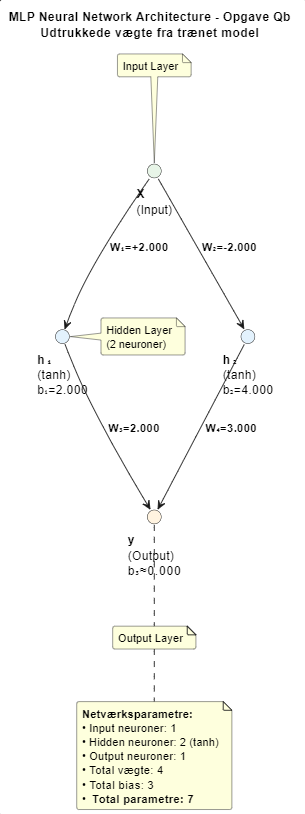 MLP Neural Network Architecture - Opgave Qb
Udtrukkede vægte fra trænet model
Input Layer
X
(Input)
W₁=+2.000
W₂=-2.000
Hidden Layer
(2 neuroner)
h₁
(tanh)
b₁=2.000
h₂
(tanh)
b₂=4.000
W₃=2.000
W₄=3.000
y
(Output)
b₃≈0.000
Output Layer
Netværksparametre:
• Input neuroner: 1
• Hidden neuroner: 2 (tanh)
• Output neuroner: 1
• Total vægte: 4
• Total bias: 3
• Total parametre: 7